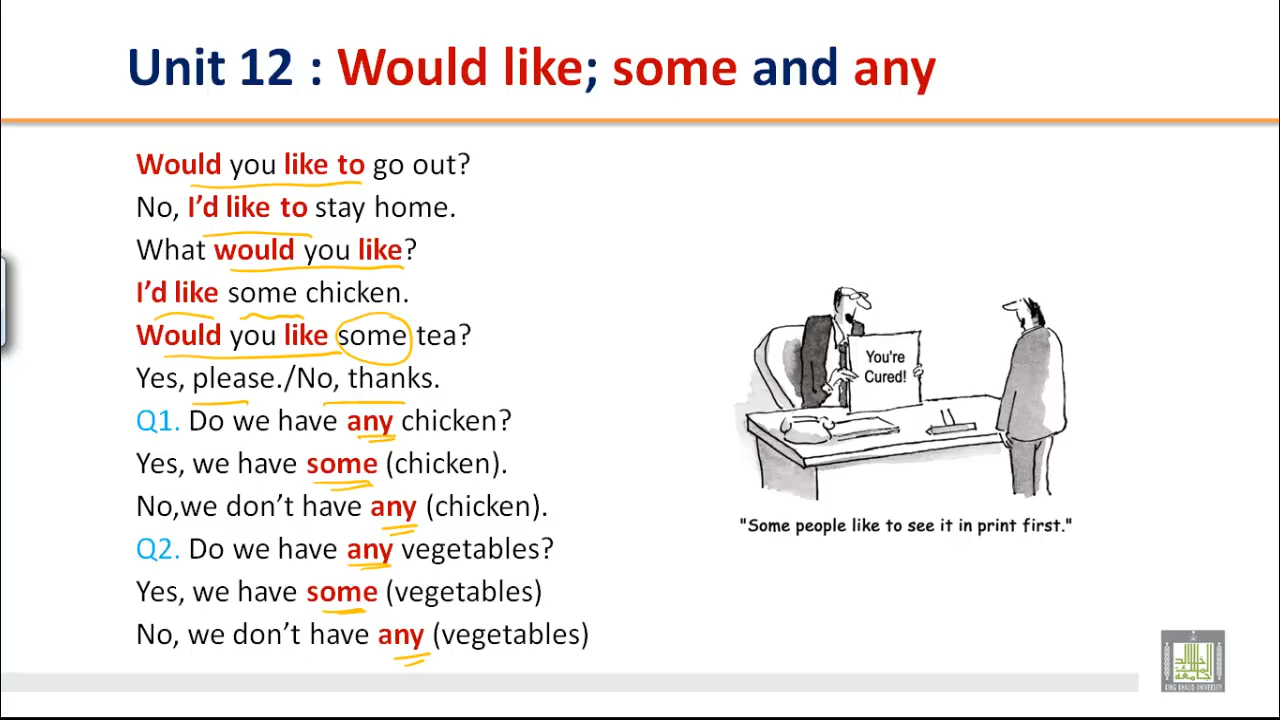 Unit 12 : Would like; some and any
Would you like to go out?
No, I’d like to stay home.
What would you like?
I’d like some chicken.
Would you like some tea?
Yes, please./No, thanks.
Q1. Do we have any chicken?
Yes, we have some (chicken).
No,we don’t have any (chicken).
Q2. Do we have any vegetables?
Yes, we have some (vegetables)
No, we don’t have any (vegetables)
You're
Cured!
"Some people like to see it in print first."
KING KHALID UNIVERSITY